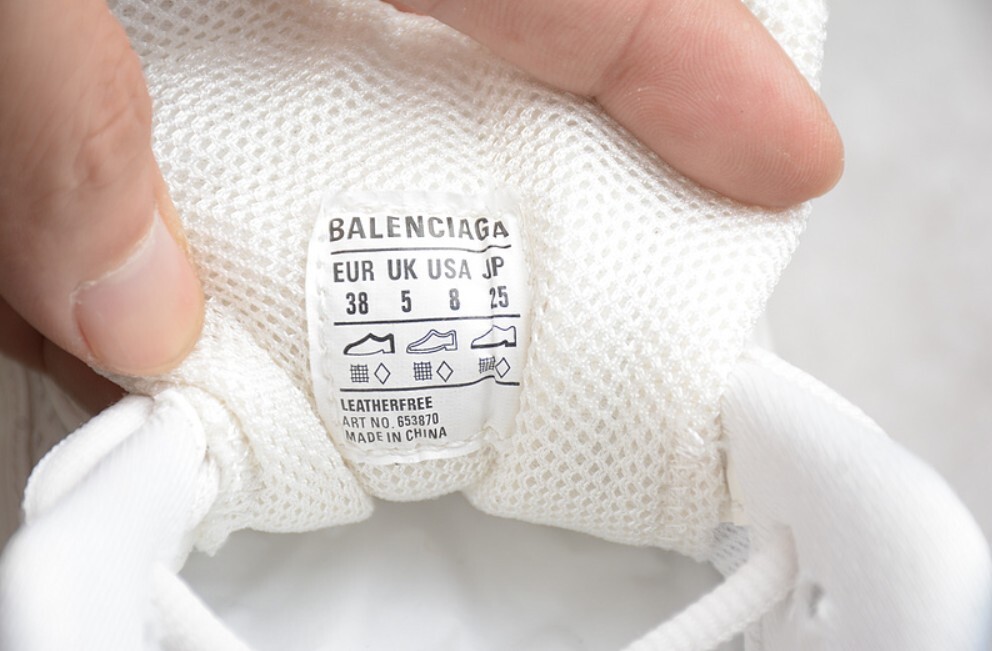 BALENCIAGA
EUR UK USA JP
38 5 8 25
LEATHERFREE
ART NO. 653870
MADE IN CHINA